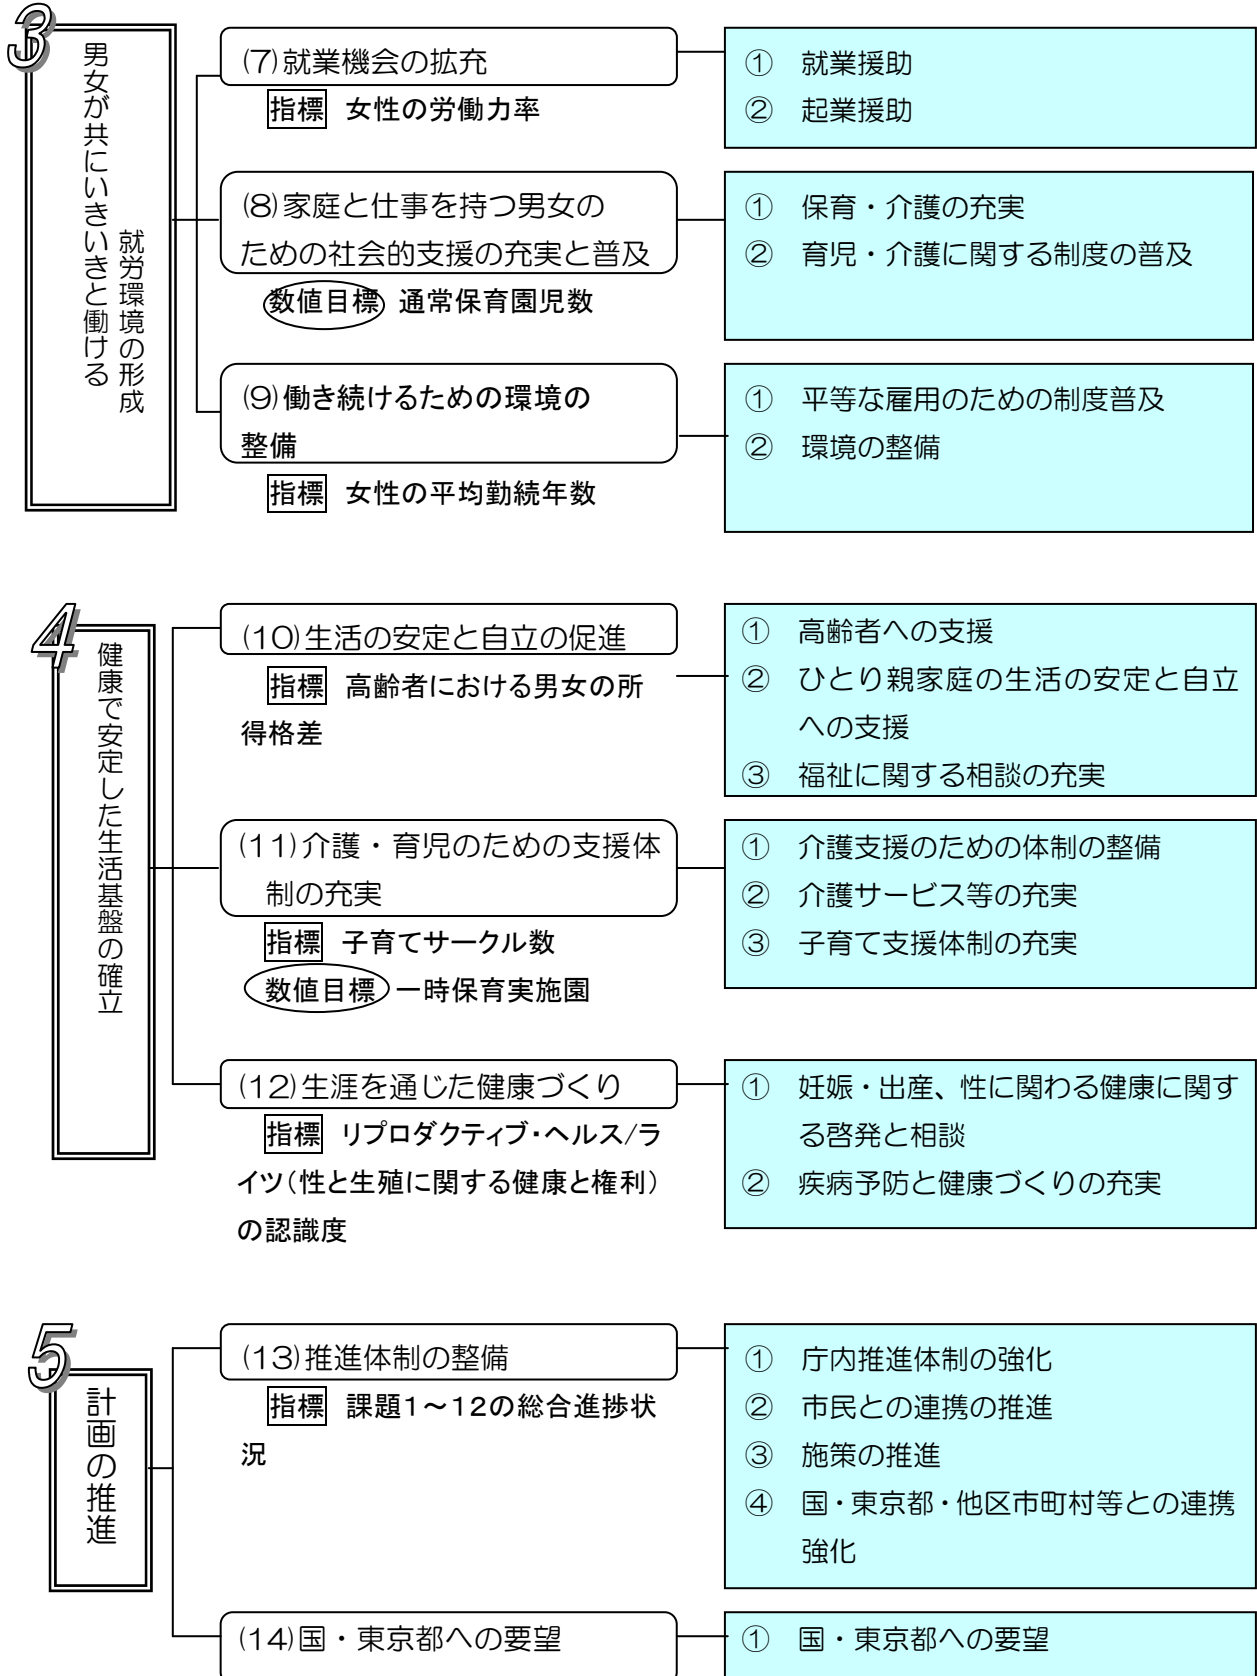 3
男女が共にいきいきと働ける
就労環境の形成
(7)就業機会の拡充
指標 女性の労働力率
① 就業援助
② 起業援助
(8)家庭と仕事を持つ男女の
ための社会的支援の充実と普及
数値目標 通常保育園児数
① 保育・介護の充実
② 育児・介護に関する制度の普及
(9)働き続けるための環境の
整備
指標 女性の平均勤続年数
① 平等な雇用のための制度普及
② 環境の整備
4
健康で安定した生活基盤の確立
(10)生活の安定と自立の促進
指標 高齢者における男女の所
得格差
① 高齢者への支援
② ひとり親家庭の生活の安定と自立
への支援
③ 福祉に関する相談の充実
(11)介護・育児のための支援体
制の充実
指標 子育てサークル数
数値目標 一時保育実施園
① 介護支援のための体制の整備
② 介護サービス等の充実
③ 子育て支援体制の充実
(12)生涯を通じた健康づくり
指標 リプロダクティブ・ヘルス/ラ
イツ(性と生殖に関する健康と権利)
の認識度
① 妊娠・出産、性に関わる健康に関す
る啓発と相談
② 疾病予防と健康づくりの充実
5
計画の推進
(13)推進体制の整備
指標 課題1~12の総合進捗状
況
① 庁内推進体制の強化
② 市民との連携の推進
③ 施策の推進
④ 国・東京都・他区市町村等との連携
強化
(14)国・東京都への要望
① 国・東京都への要望